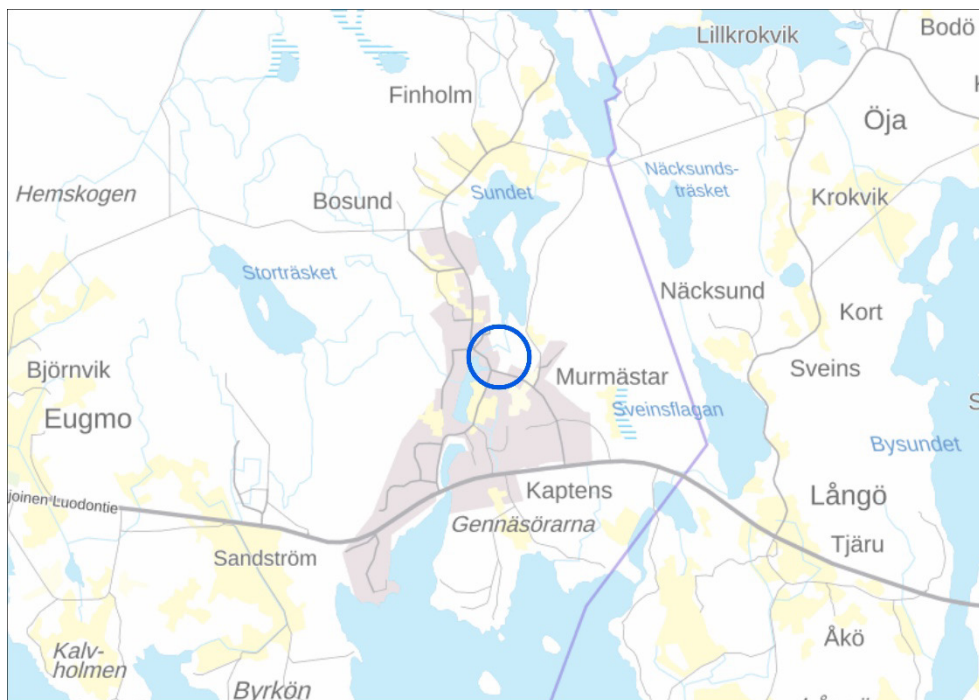 Lillkrokvik
Bodö
Finholm
Öja
Näcksunds-
träsket
Hemskogen
Bosund
Sundet
Krokvik
Storträsket
Näcksund
Kort
Björnvik
Murmästar
Sveins
Eugmo
Sveinsflagan
Bysundet
joinen Luodontie
Kaptens
Långö
Gennäsörarna
Sandström
Tjäru
Åkö
Kalv-
holmen
Byrkön